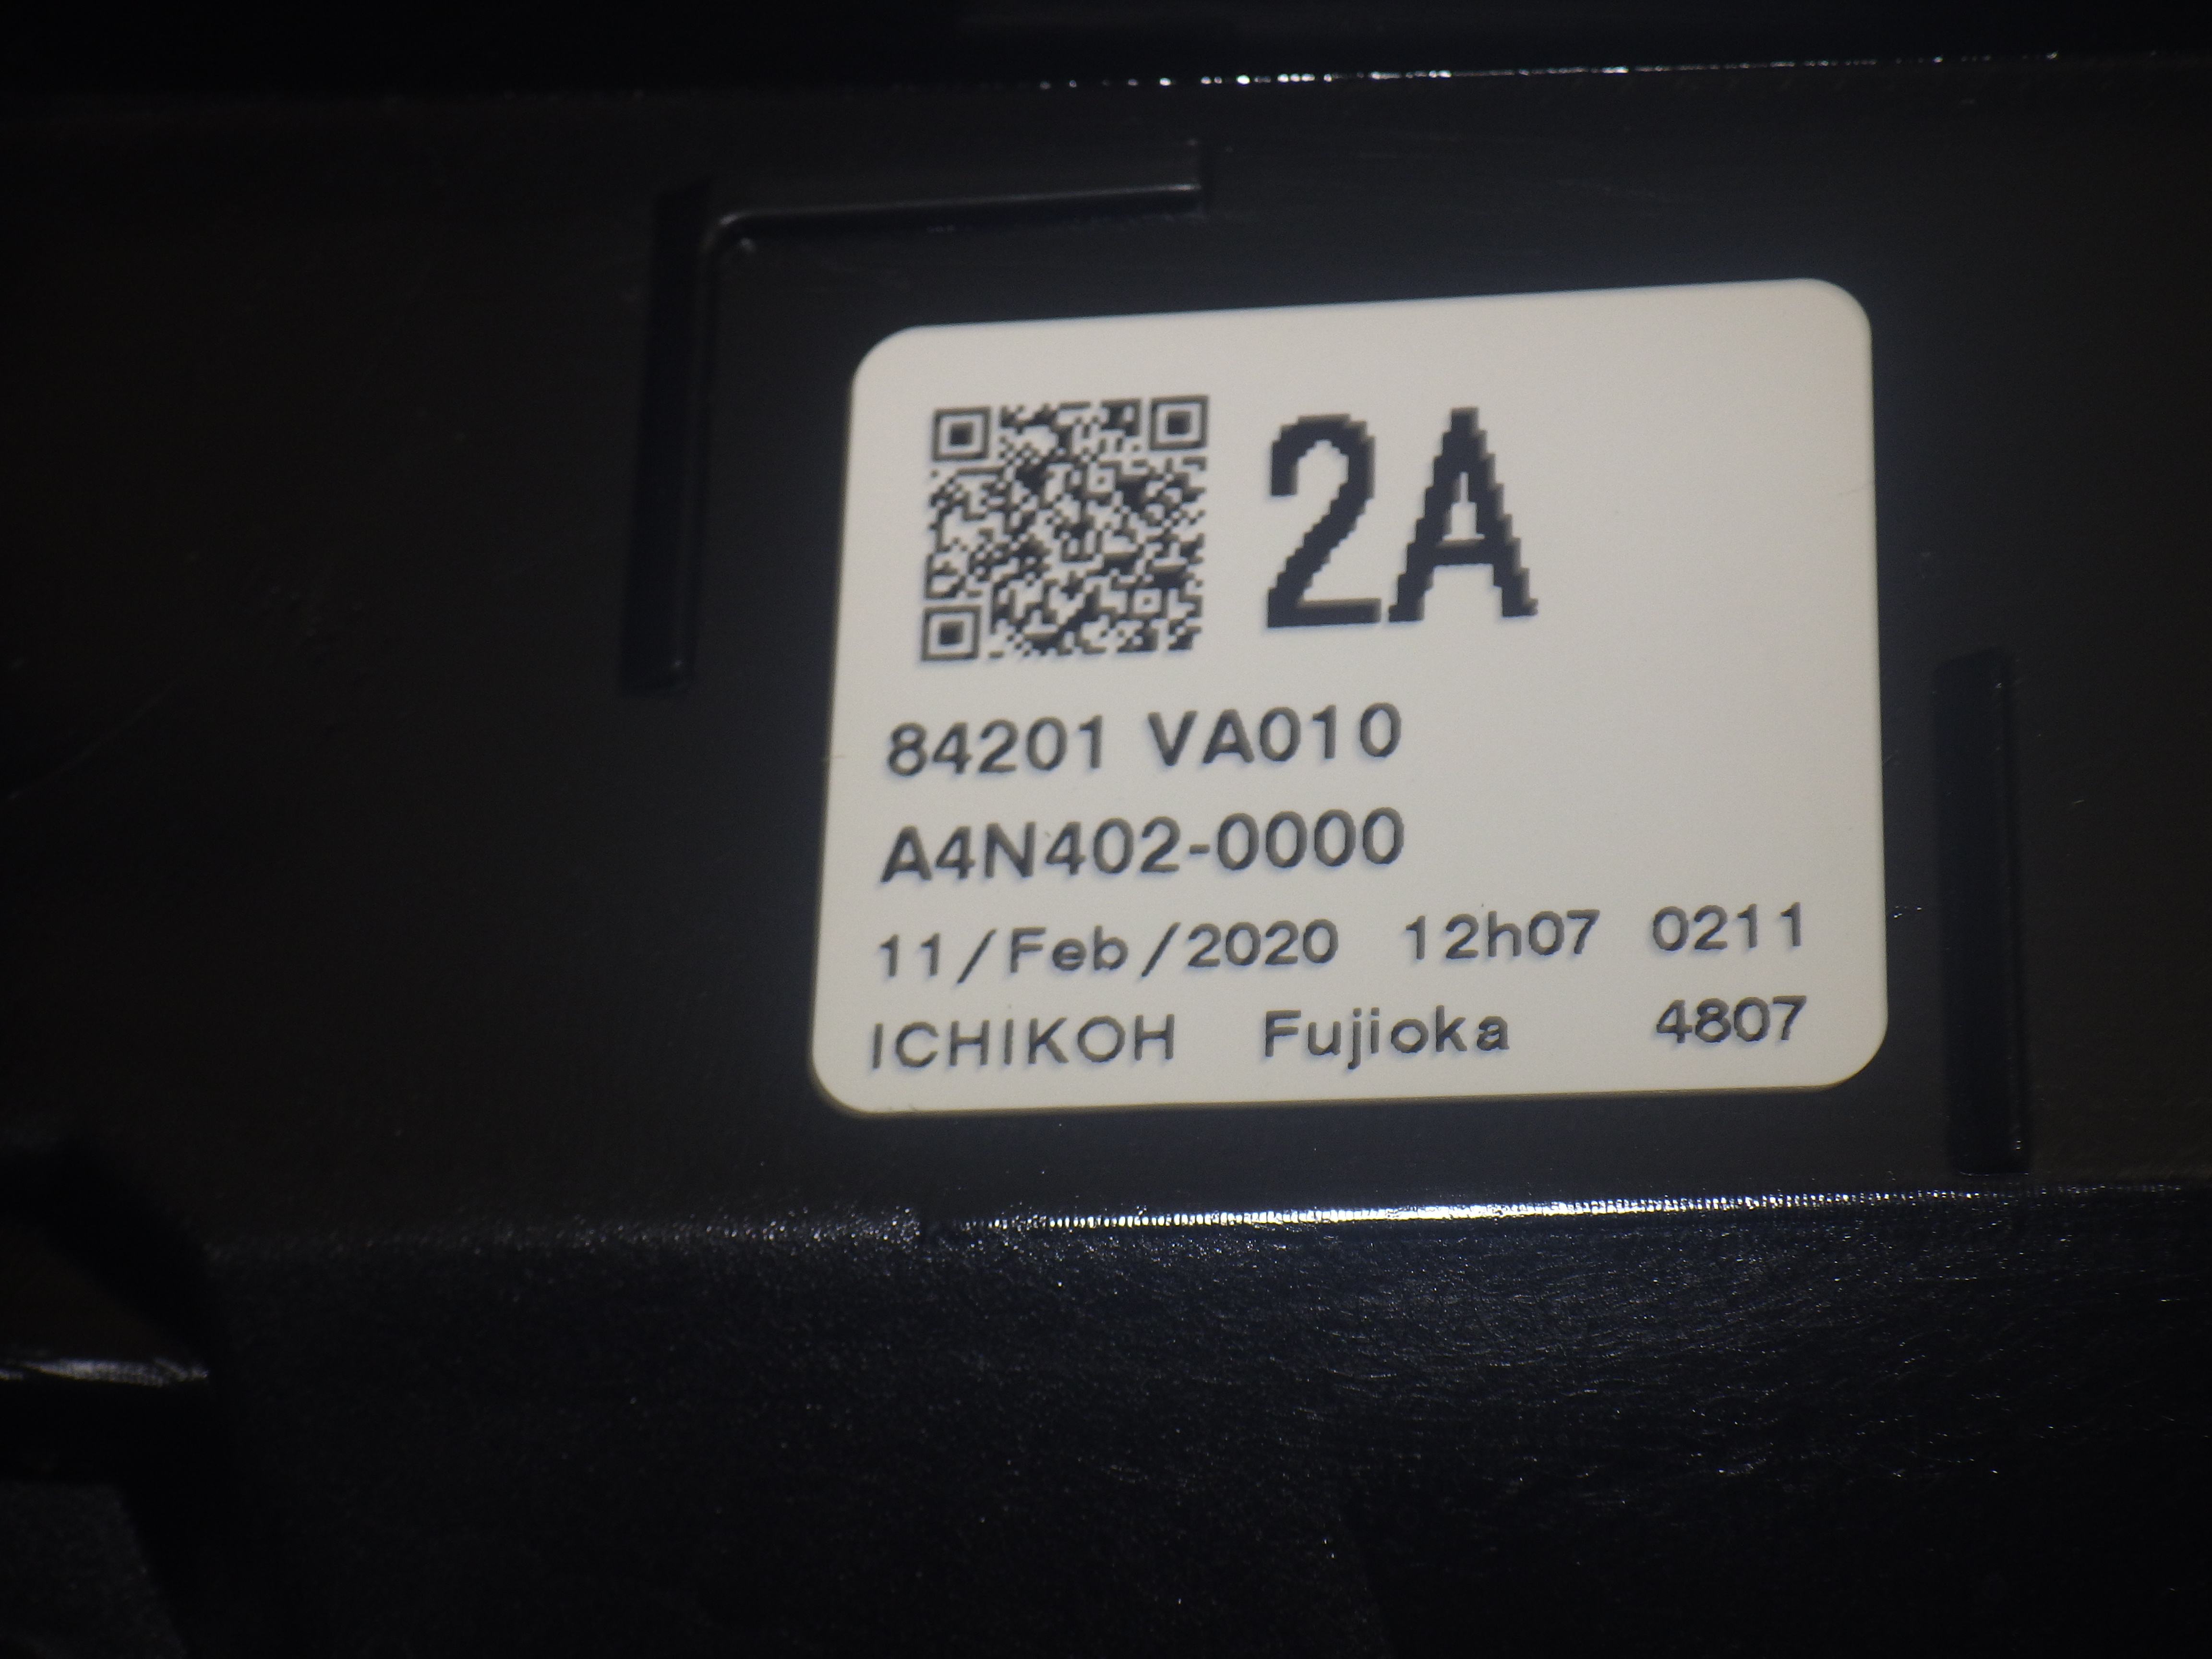 2A
84201 VA010
A4N402-0000
11/Feb/2020 12h07 0211
ICHIKOH Fujioka 4807